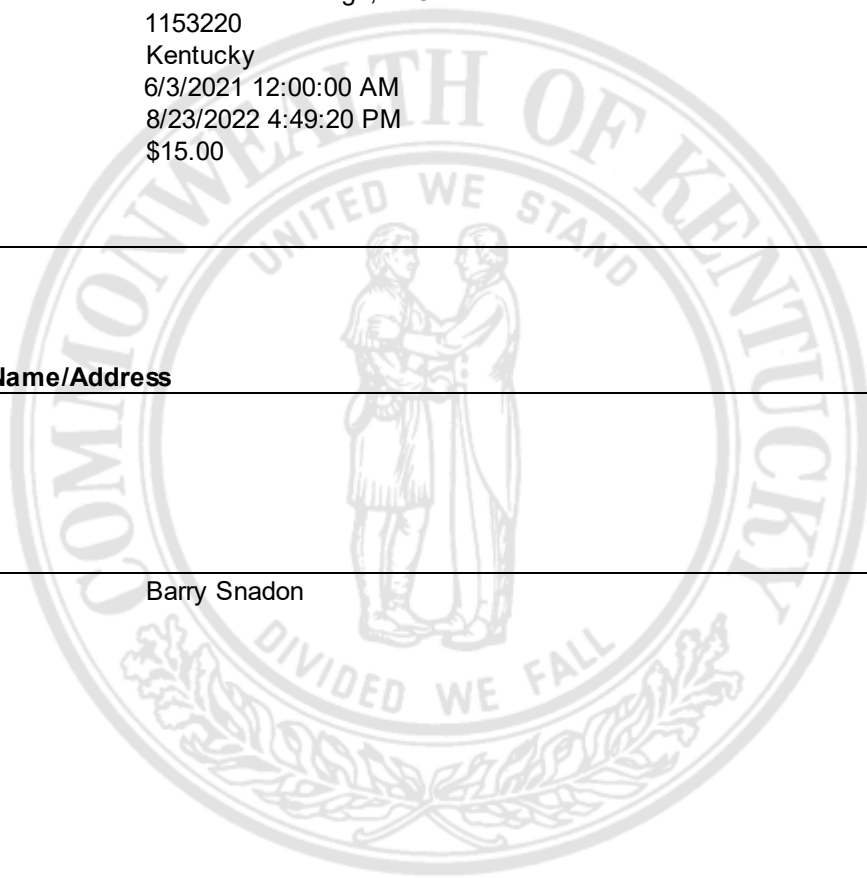 1153220
Kentucky
6/3/2021 12:00:00 AM
8/23/2022 4:49:20 PM
$15.00
Name/Address
Barry Snadon
COMMONWEALTH OF KENTUCKY
UNITED WE STAND
DIVIDED WE FALL